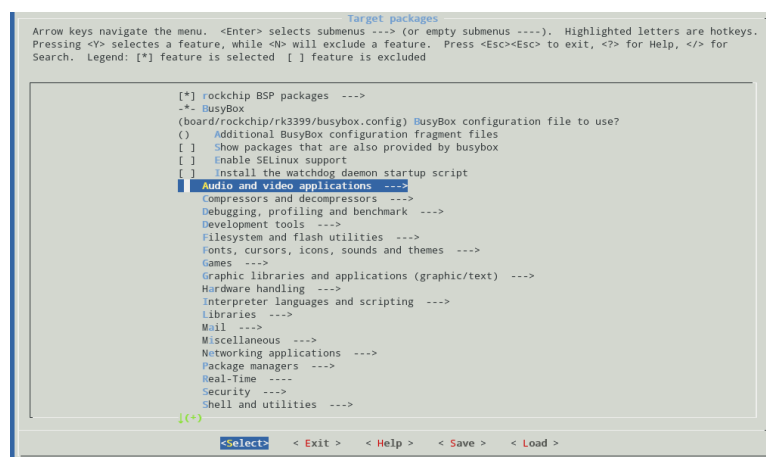 Target packages
Arrow keys navigate the menu.  <Enter> selects submenus ---> (or empty submenus ----).  Highlighted letters are hotkeys.
Pressing <Y> selectes a feature, while <N> will exclude a feature.  Press <Esc><Esc> to exit, <?> for Help, </> for
Search.  Legend: [*] feature is selected  [ ] feature is excluded
[*] rockchip BSP packages  --->
-*- BusyBox
(board/rockchip/rk3399/busybox.config) BusyBox configuration file to use?
()    Additional BusyBox configuration fragment files
[ ]   Show packages that are also provided by busybox
[ ]   Enable SELinux support
[ ]   Install the watchdog daemon startup script
Audio and video applications  --->
Compressors and decompressors  --->
Debugging, profiling and benchmark  --->
Development tools  --->
Filesystem and flash utilities  --->
Fonts, cursors, icons, sounds and themes  --->
Games  --->
Graphic libraries and applications (graphic/text)  --->
Hardware handling  --->
Interpreter languages and scripting  --->
Libraries  --->
Mail  --->
Miscellaneous  --->
Networking applications  --->
Package managers  --->
Real-Time  ----
Security  --->
Shell and utilities  --->
↓(+)
<Select>    < Exit >    < Help >    < Save >    < Load >